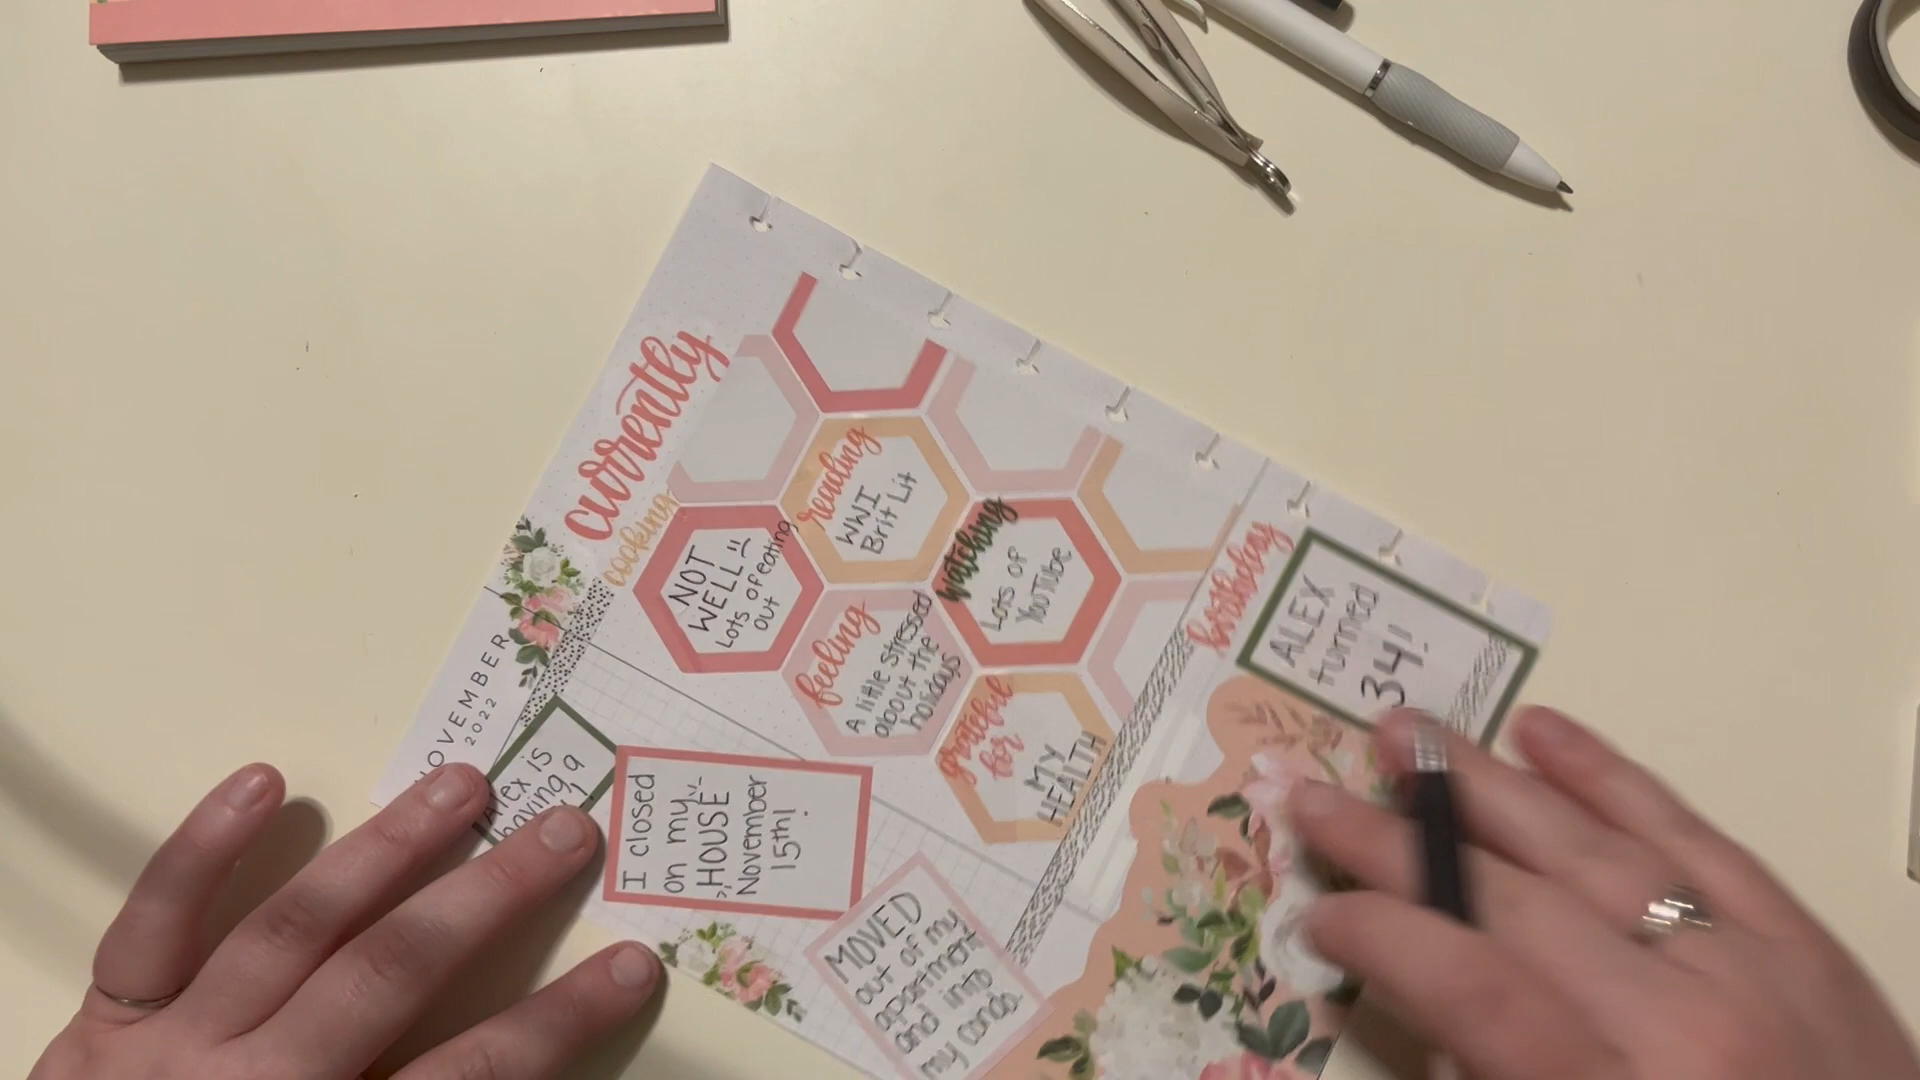 NOVEMBER
2022
currently
cooking
NOT
WELL
Lots of eating
out
reading
WWI
Brit Lit
watching
Lots of
YouTube
feeling
A little stressed
about the
holidays
grateful
for
MY
HEALTH
birthday
ALEX
turned
34!
Alex is
having a
I closed
on my
HOUSE
November
15th!
MOVED
out of my
apartment
and into
my condo.